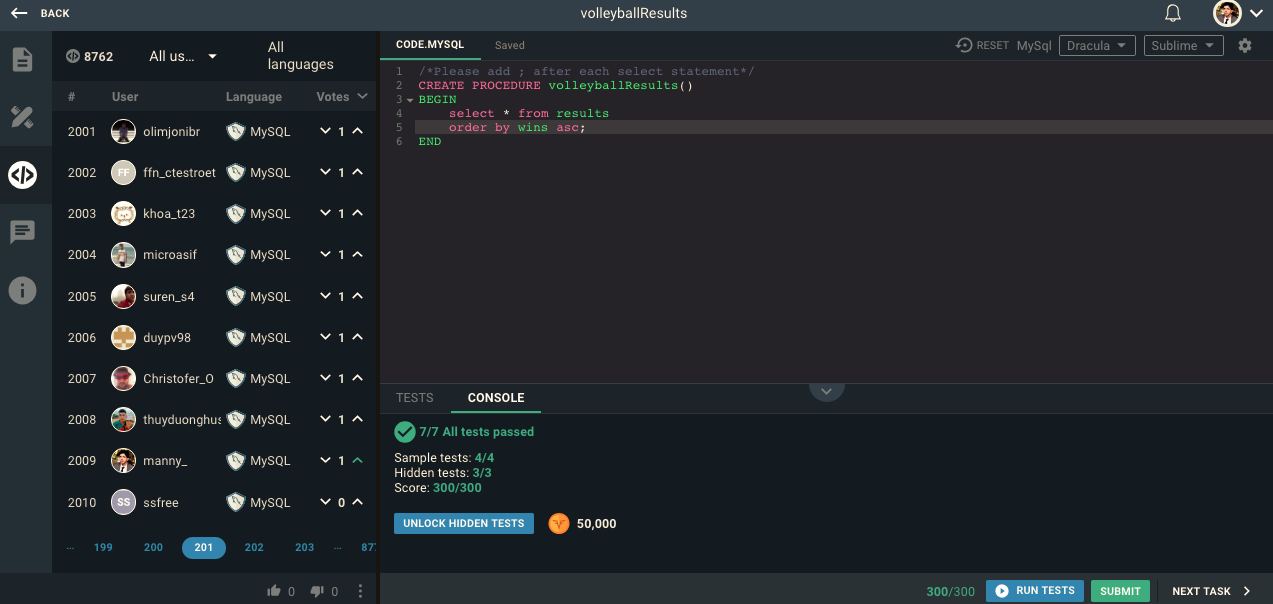 BACK
volleyballResults
8762
All us...
All
languages
#
User
Language
Votes
2001
olimjonibr
MySQL
1
2002
FF
ffn_ctestroet
MySQL
1
2003
khoa_t23
MySQL
1
2004
microasif
MySQL
1
2005
suren_s4
MySQL
1
2006
duypv98
MySQL
1
2007
Christofer_O
MySQL
1
2008
thuyduonghus
MySQL
1
2009
manny_
MySQL
1
2010
SS
ssfree
MySQL
0
...
199
200
201
202
203
...
877
0
0
CODE.MYSQL
Saved
RESET
MySql
Dracula
Sublime
1 /*Please add ; after each select statement*/
2 CREATE PROCEDURE volleyballResults()
3 BEGIN
4 select * from results
5 order by wins asc;
6 END
TESTS
CONSOLE
7/7 All tests passed
Sample tests: 4/4
Hidden tests: 3/3
Score: 300/300
UNLOCK HIDDEN TESTS
50,000
300/300
RUN TESTS
SUBMIT
NEXT TASK